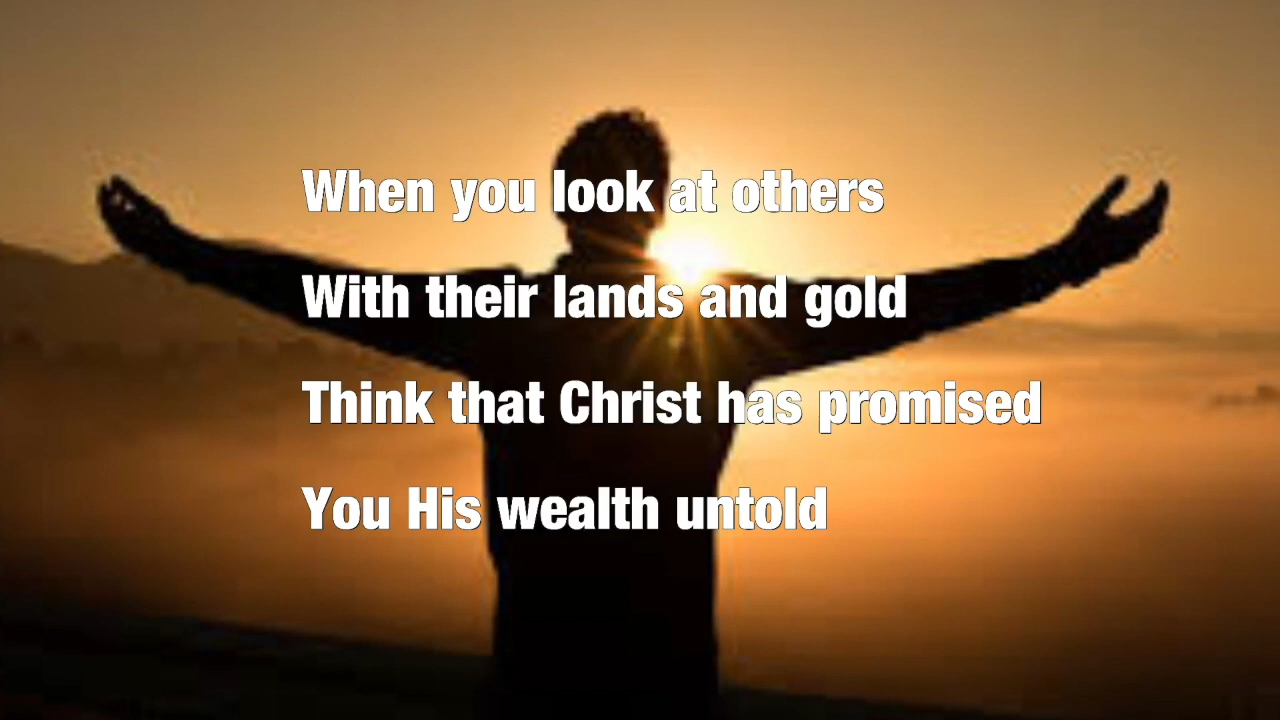 When you look at others
With their lands and gold
Think that Christ has promised
You His wealth untold